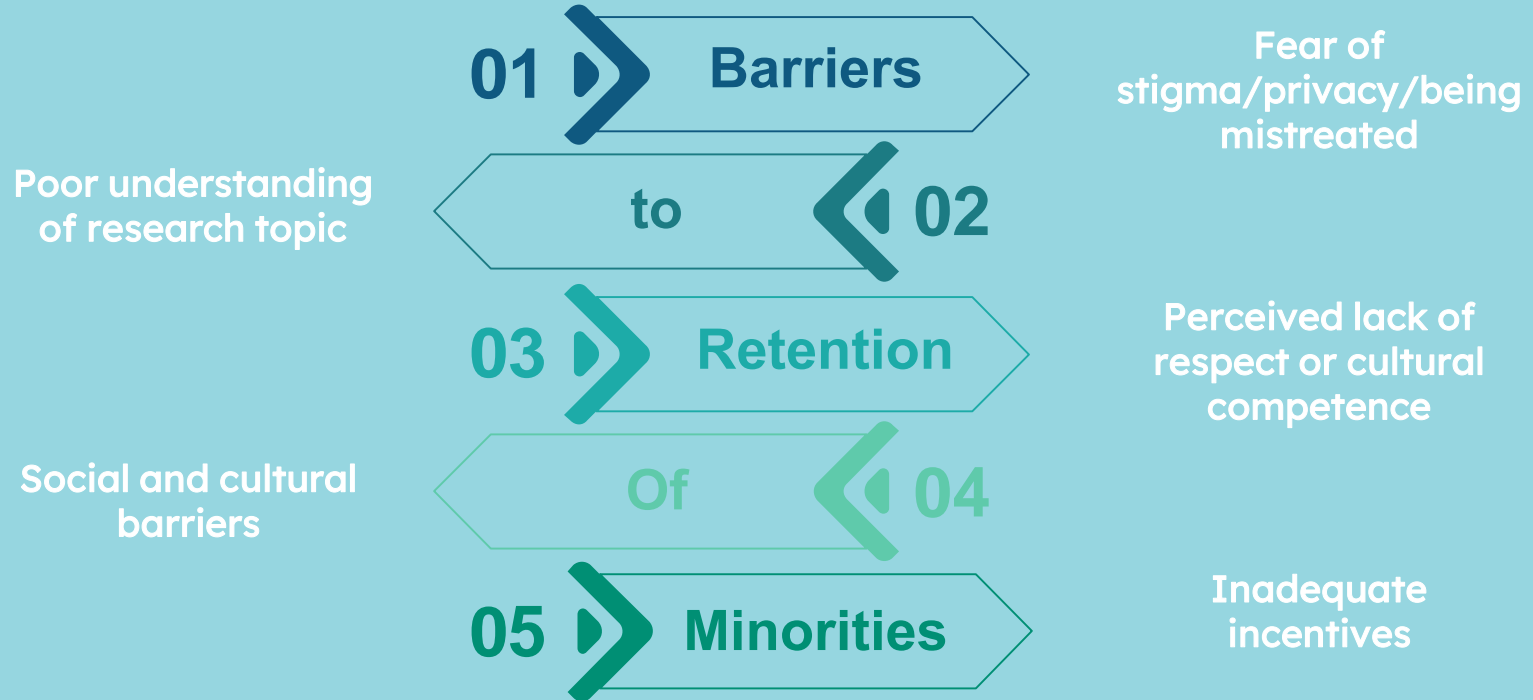 01
Barriers
Fear of
stigma/privacy/being
mistreated
Poor understanding
of research topic
to
02
03
Retention
Perceived lack of
respect or cultural
competence
Social and cultural
barriers
Of
04
05
Minorities
Inadequate
incentives